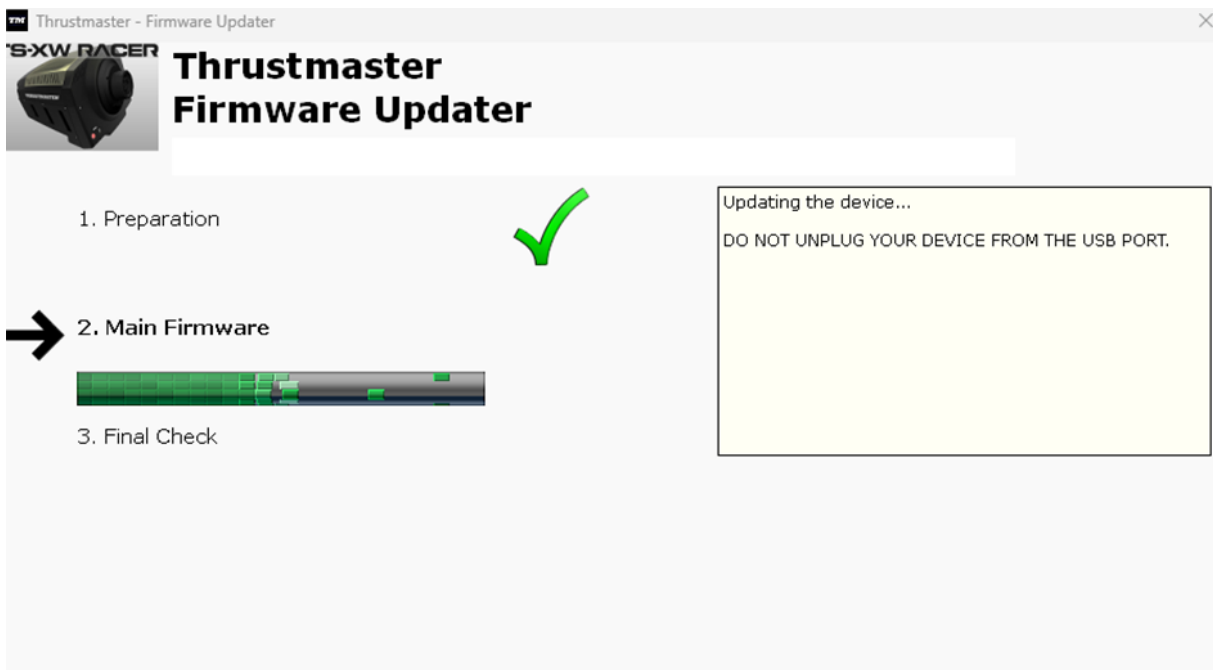 Thrustmaster - Firmware Updater
TS-XW RACER
Thrustmaster
Firmware Updater
1. Preparation
Updating the device...
DO NOT UNPLUG YOUR DEVICE FROM THE USB PORT.
2. Main Firmware
3. Final Check